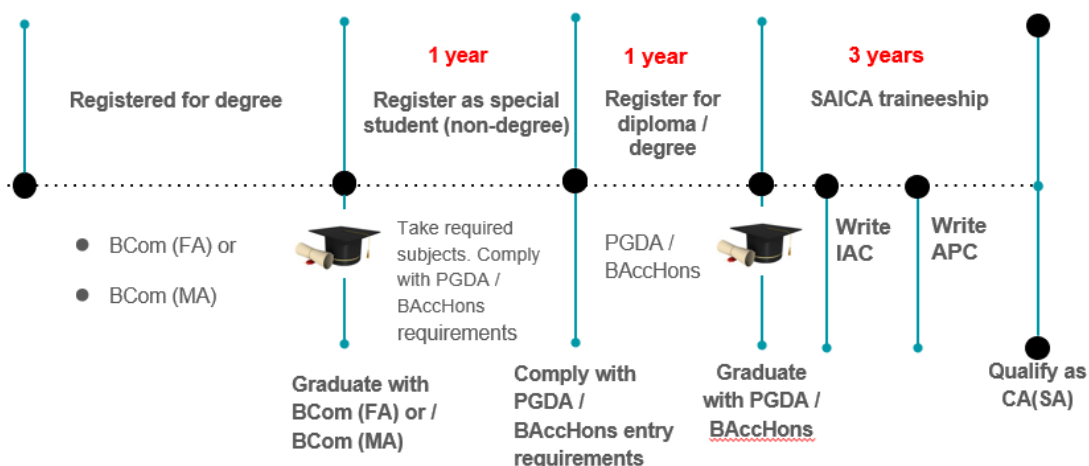 1 year
1 year
3 years
Registered for degree
Register as special
student (non-degree)
Register for
diploma /
degree
SAICA traineeship
BCom (FA) or
BCom (MA)
Take required
subjects. Comply
with PGDA /
BAccHons
requirements
PGDA /
BAccHons
Write
IAC
Write
APC
Graduate with
BCom (FA) or /
BCom (MA)
Comply with
PGDA /
BAccHons entry
requirements
Graduate
with PGDA /
BAccHons
Qualify as
CA(SA)